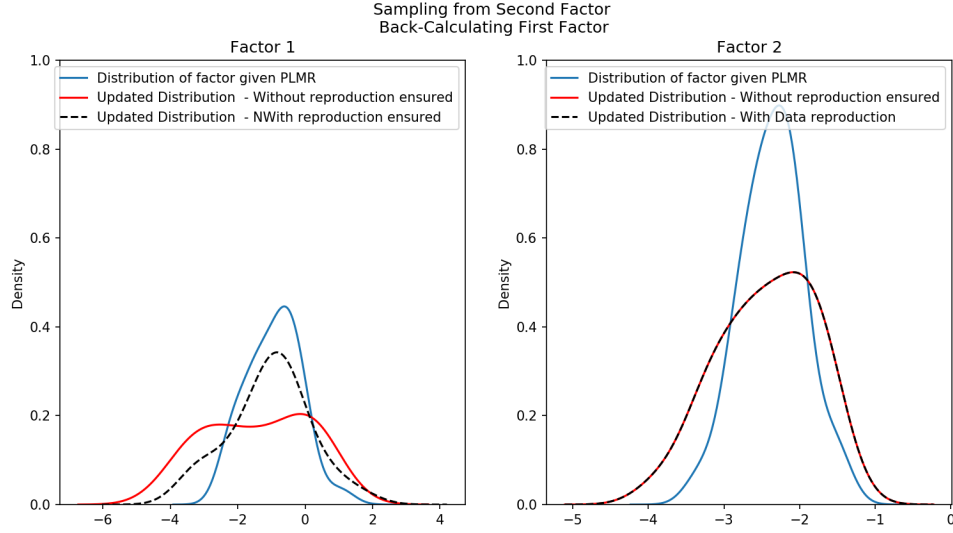 Sampling from Second Factor
Back-Calculating First Factor
Factor 1
Distribution of factor given PLMR
Updated Distribution  - Without reproduction ensured
Updated Distribution  - NWith reproduction ensured
Density
1.0
0.8
0.6
0.4
0.2
0.0
−6
−4
−2
0
2
4
Factor 2
Distribution of factor given PLMR
Updated Distribution - Without reproduction ensured
Updated Distribution - With Data reproduction
Density
1.0
0.8
0.6
0.4
0.2
0.0
−5
−4
−3
−2
−1
0